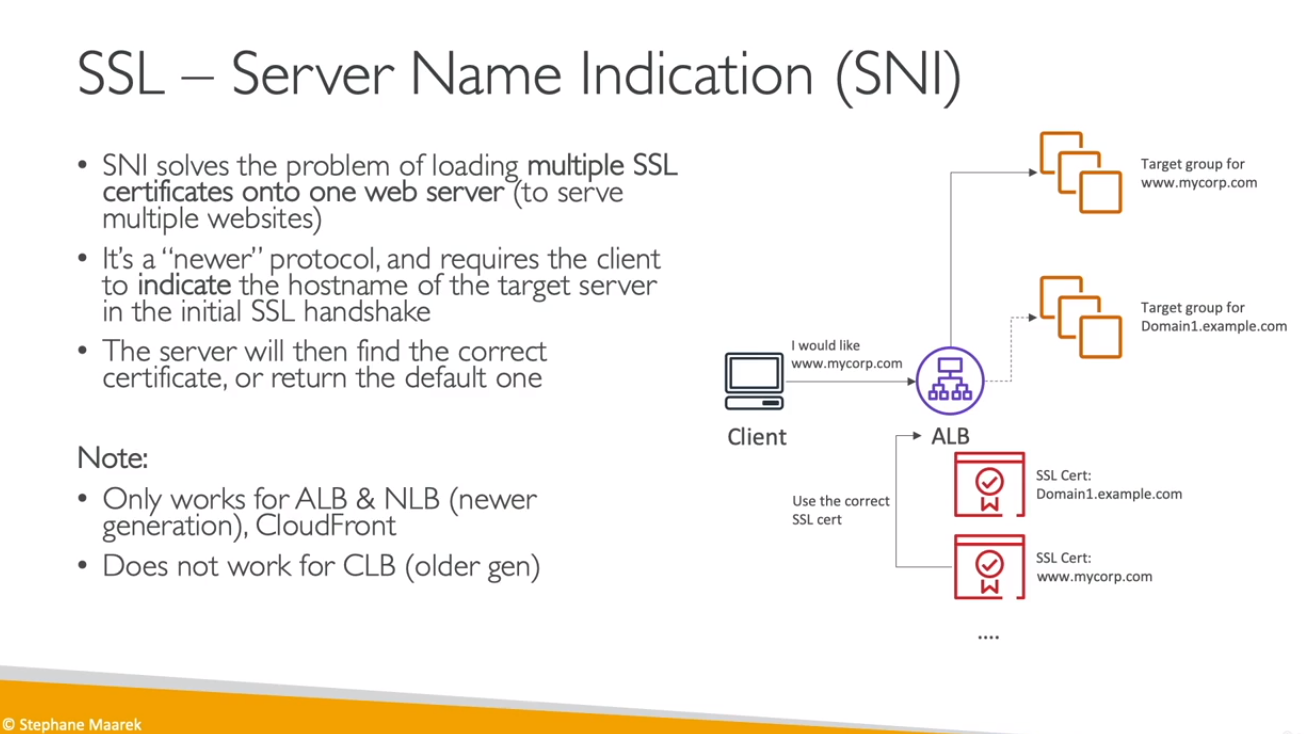 SSL – Server Name Indication (SNI)
• SNI solves the problem of loading multiple SSL
certificates onto one web server (to serve
multiple websites)
• It's a “newer” protocol, and requires the client
to indicate the hostname of the target server
in the initial SSL handshake
• The server will then find the correct
certificate, or return the default one
Note:
• Only works for ALB & NLB (newer
generation), CloudFront
• Does not work for CLB (older gen)
Target group for
www.mycorp.com
Target group for
Domain1.example.com
I would like
www.mycorp.com
Client
ALB
Use the correct
SSL cert
SSL Cert:
Domain1.example.com
SSL Cert:
www.mycorp.com
....
© Stephane Maarek